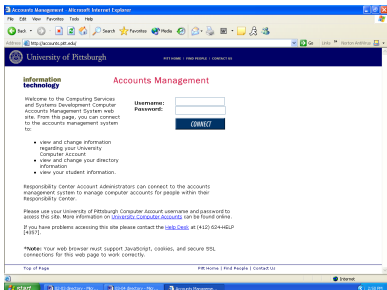 Accounts Management - Microsoft Internet Explorer
File Edit View Favorites Tools Help
Back Search Favorites Media
Address http://accounts.pitt.edu/ Go Links Norton AntiVirus
University of Pittsburgh PITT HOME | FIND PEOPLE | CONTACT US
information
technology
Accounts Management
Welcome to the Computing Services
and Systems Development Computer
Accounts Management System web
site. From this page, you can connect
to the accounts management system
to:
Username:
Password:
CONNECT
view and change information
regarding your University
Computer Account
view and change your directory
information
view your student information.
Responsibility Center Account Administrators can connect to the accounts
management system to manage computer accounts for people within their
Responsibility Center.
Please use your University of Pittsburgh Computer Account username and password to
access this site. More information on University Computer Accounts can be found online.
If you have problems accessing this site please contact the Help Desk at (412) 624-HELP
[4357].
*Note: Your web browser must support JavaScript, cookies, and secure SSL
connections for this web page to work correctly.
Top of Page Pitt Home | Find People | Contact Us
Internet
start Accounts Manageme...